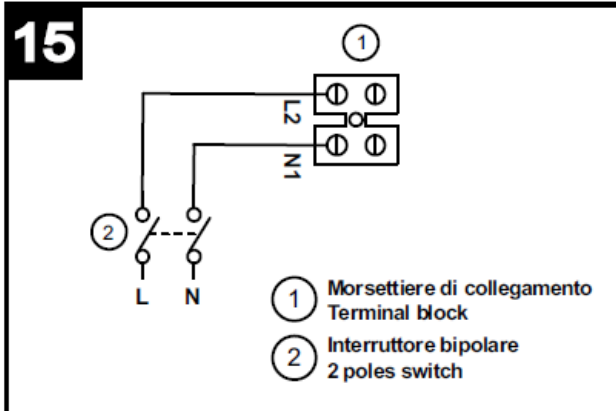 15
1
L2
N1
2
L N
1 Morsettiere di collegamento
Terminal block
2 Interruttore bipolare
2 poles switch